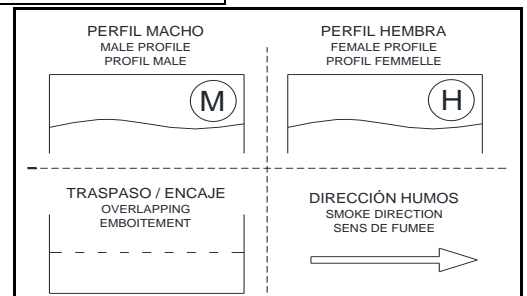 PERFIL MACHO
MALE PROFILE
PROFIL MALE
M
PERFIL HEMBRA
FEMALE PROFILE
PROFIL FEMMELLE
H
TRASPASO / ENCAJE
OVERLAPPING
EMBOITEMENT
DIRECCIÓN HUMOS
SMOKE DIRECTION
SENS DE FUMEE